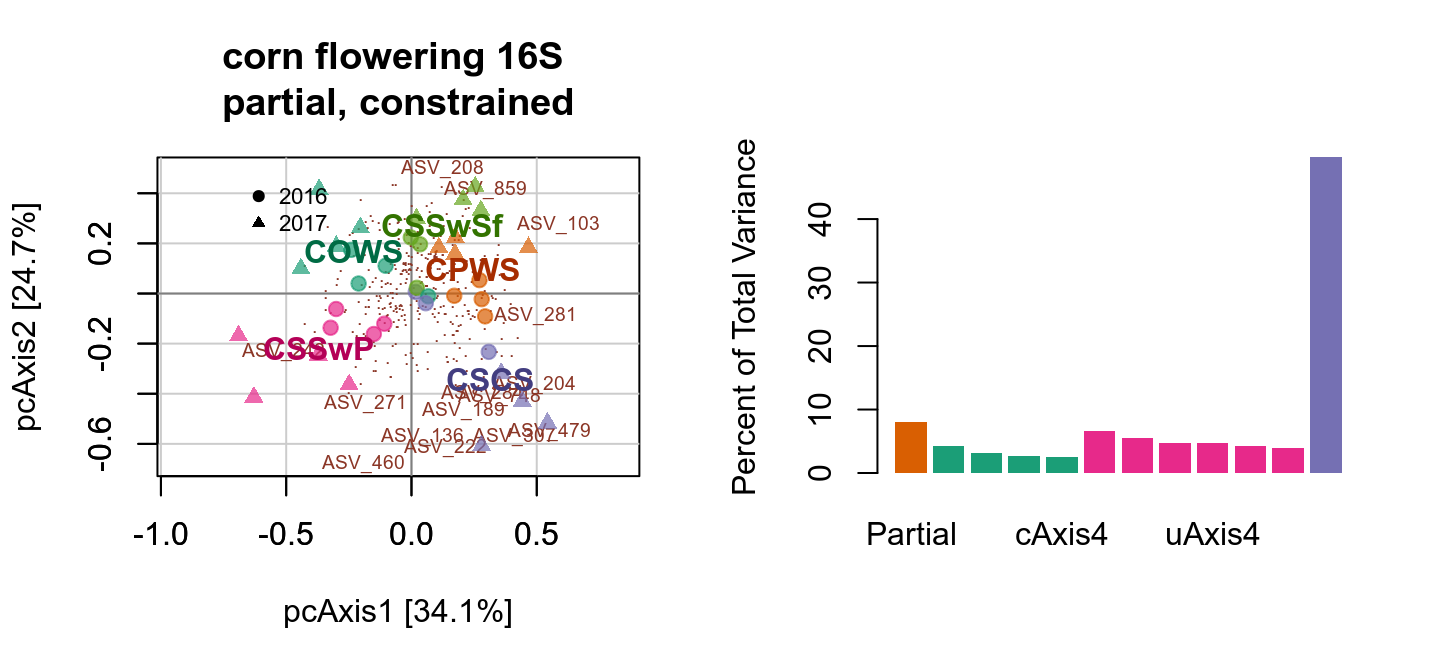 corn flowering 16S
partial, constrained
pcAxis2 [24.7%]
0.2
-0.2
-0.6
2016
2017
ASV_208
ASV_859
ASV_103
CSSwSf
COWS
CPWS
ASV_281
CSSwP
CSCS
ASV_204
ASV_271
ASV_189
ASV_136
ASV_307
ASV_479
ASV_222
ASV_460
-1.0
-0.5
0.0
0.5
pcAxis1 [34.1%]
Percent of Total Variance
40
30
20
10
0
Partial
cAxis4
uAxis4